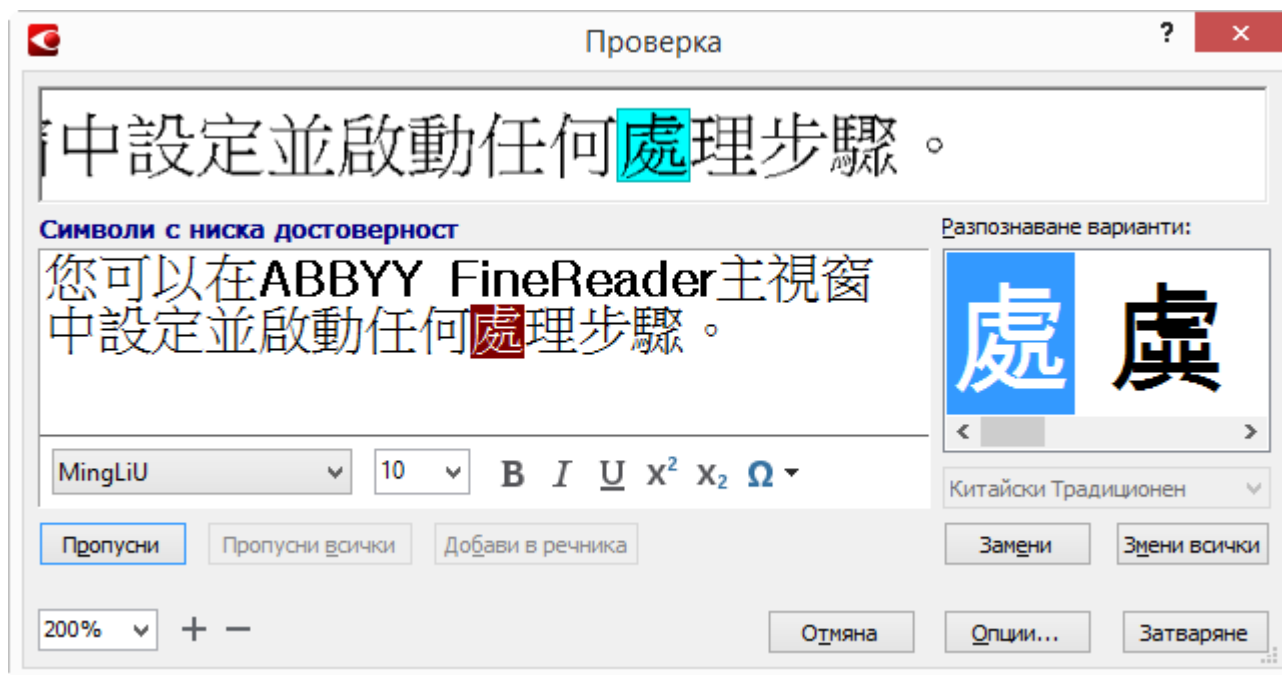 Проверка
?
中設定並啟動任何處理步驟。
Символи с ниска достоверност
Разпознаване варианти:
您可以在ABBYY FineReader主視窗
中設定並啟動任何處理步驟。
處
MingLiU 10 B I U X² X₂ Ω
Китайски Традиционен
Пропусни Пропусни всички Добави в речника Замени Змени всички
200% + − Отмяна Опции... Затваряне